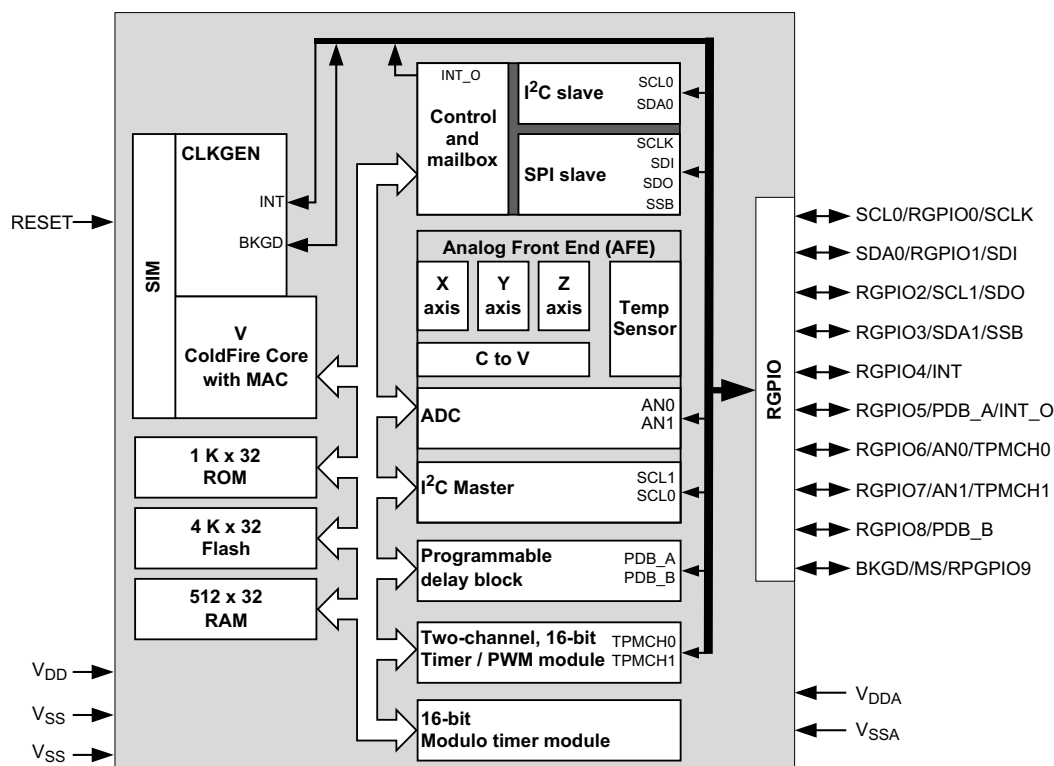 RESET
V_DD
V_SS
V_SS
SIM
CLKGEN
INT
BKGD
V
ColdFire Core
with MAC
1 K x 32
ROM
4 K x 32
Flash
512 x 32
RAM
INT_O
Control
and
mailbox
I²C slave
SCL0
SDA0
SPI slave
SCLK
SDI
SDO
SSB
Analog Front End (AFE)
X
axis
Y
axis
Z
axis
C to V
Temp
Sensor
ADC
AN0
AN1
I²C Master
SCL1
SCL0
Programmable
delay block
PDB_A
PDB_B
Two-channel, 16-bit
Timer / PWM module
TPMCH0
TPMCH1
16-bit
Modulo timer module
RGPIO
SCL0/RGPIO0/SCLK
SDA0/RGPIO1/SDI
RGPIO2/SCL1/SDO
RGPIO3/SDA1/SSB
RGPIO4/INT
RGPIO5/PDB_A/INT_O
RGPIO6/AN0/TPMCH0
RGPIO7/AN1/TPMCH1
RGPIO8/PDB_B
BKGD/MS/RPGPIO9
V_DDA
V_SSA